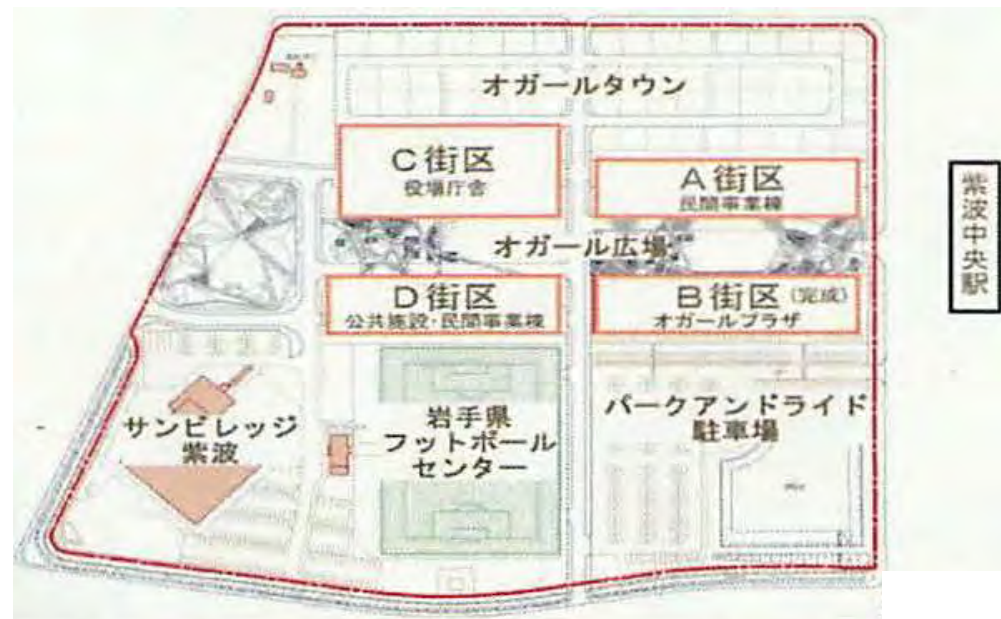 オガールタウン
C街区
役場庁舎
A街区
民間事業棟
オガール広場
D街区
公共施設・民間事業棟
B街区(完成)
オガールプラザ
サンビレッジ
紫波
岩手県
フットボール
センター
パークアンドライド
駐車場
紫波中央駅